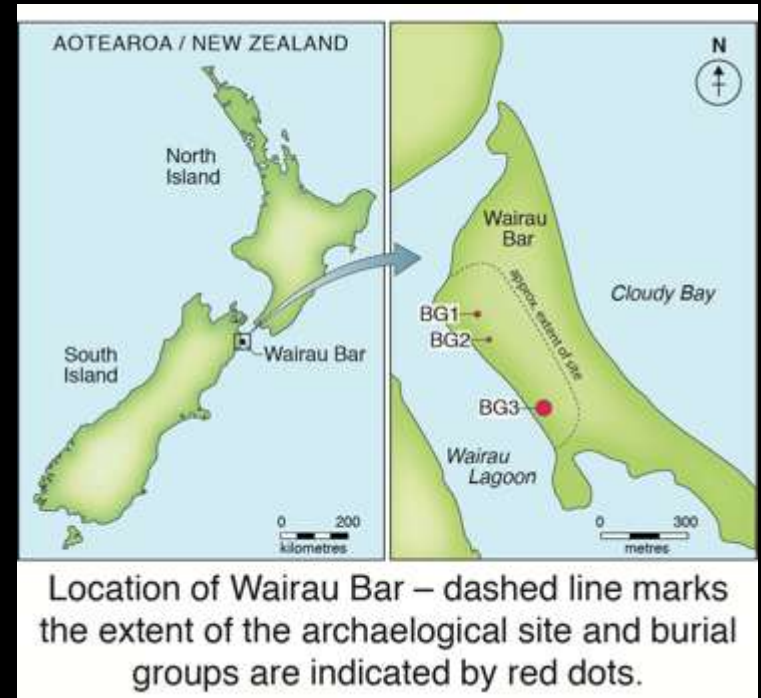 AOTEAROA / NEW ZEALAND
North
Island
South
Island
Wairau Bar
0 200
kilometres
N
Wairau
Bar
Cloudy Bay
approx. extent of site
BG1
BG2
BG3
Wairau
Lagoon
0 300
metres
Location of Wairau Bar – dashed line marks
the extent of the archaelogical site and burial
groups are indicated by red dots.